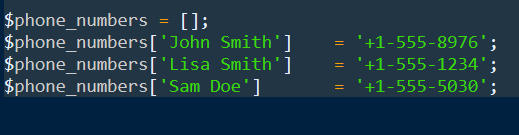 $phone_numbers = [];
$phone_numbers['John Smith']    = '+1-555-8976';
$phone_numbers['Lisa Smith']    = '+1-555-1234';
$phone_numbers['Sam Doe']       = '+1-555-5030';